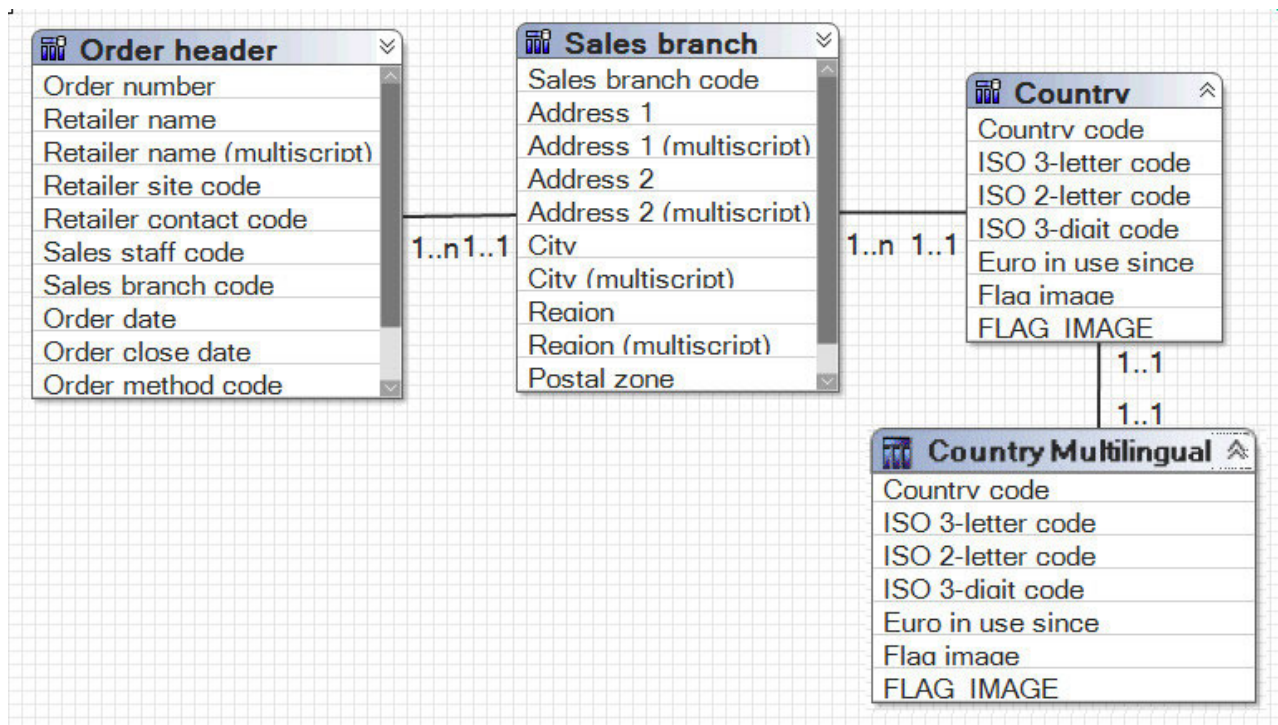 Order header
Order number
Retailer name
Retailer name (multiscript)
Retailer site code
Retailer contact code
Sales staff code
Sales branch code
Order date
Order close date
Order method code
1..n 1..1
Sales branch
Sales branch code
Address 1
Address 1 (multiscript)
Address 2
Address 2 (multiscript)
City
City (multiscript)
Region
Region (multiscript)
Postal zone
1..n 1..1
Country
Country code
ISO 3-letter code
ISO 2-letter code
ISO 3-digit code
Euro in use since
Flag image
FLAG_IMAGE
1..1
1..1
Country Multilingual
Country code
ISO 3-letter code
ISO 2-letter code
ISO 3-digit code
Euro in use since
Flag image
FLAG_IMAGE